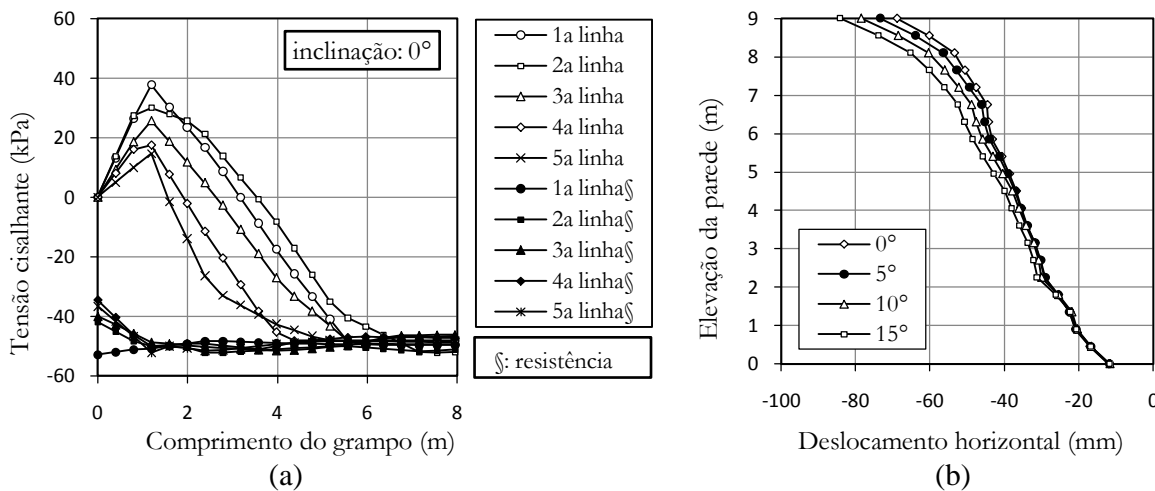 60
40
20
0
-20
-40
-60
0 2 4 6 8
Tensão cisalhante (kPa)
Comprimento do grampo (m)
inclinação: 0°
1a linha
2a linha
3a linha
4a linha
5a linha
1a linha§
2a linha§
3a linha§
4a linha§
5a linha§
§: resistência
(a)
9
8
7
6
5
4
3
2
1
0
-100 -80 -60 -40 -20 0
Elevação da parede (m)
Deslocamento horizontal (mm)
0°
5°
10°
15°
(b)